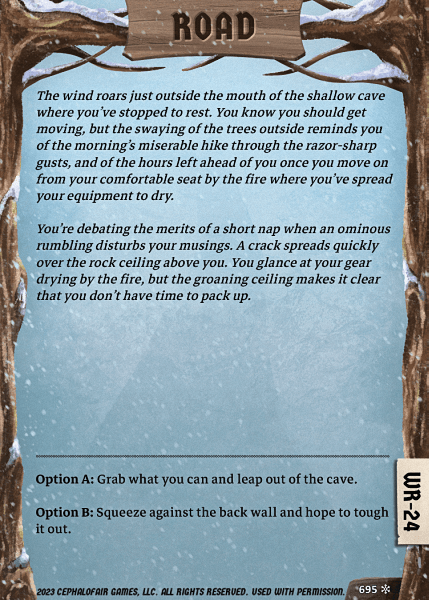 ROAD
The wind roars just outside the mouth of the shallow cave
where you've stopped to rest. You know you should get
moving, but the swaying of the trees outside reminds you
of the morning's miserable hike through the razor-sharp
gusts, and of the hours left ahead of you once you move on
from your comfortable seat by the fire where you've spread
your equipment to dry.
You're debating the merits of a short nap when an ominous
rumbling disturbs your musings. A crack spreads quickly
over the rock ceiling above you. You glance at your gear
drying by the fire, but the groaning ceiling makes it clear
that you don't have time to pack up.
Option A: Grab what you can and leap out of the cave.
Option B: Squeeze against the back wall and hope to tough
it out.
WR-24
2023 CEPHALOFAIR GAMES, LLC. ALL RIGHTS RESERVED. USED WITH PERMISSION.
695